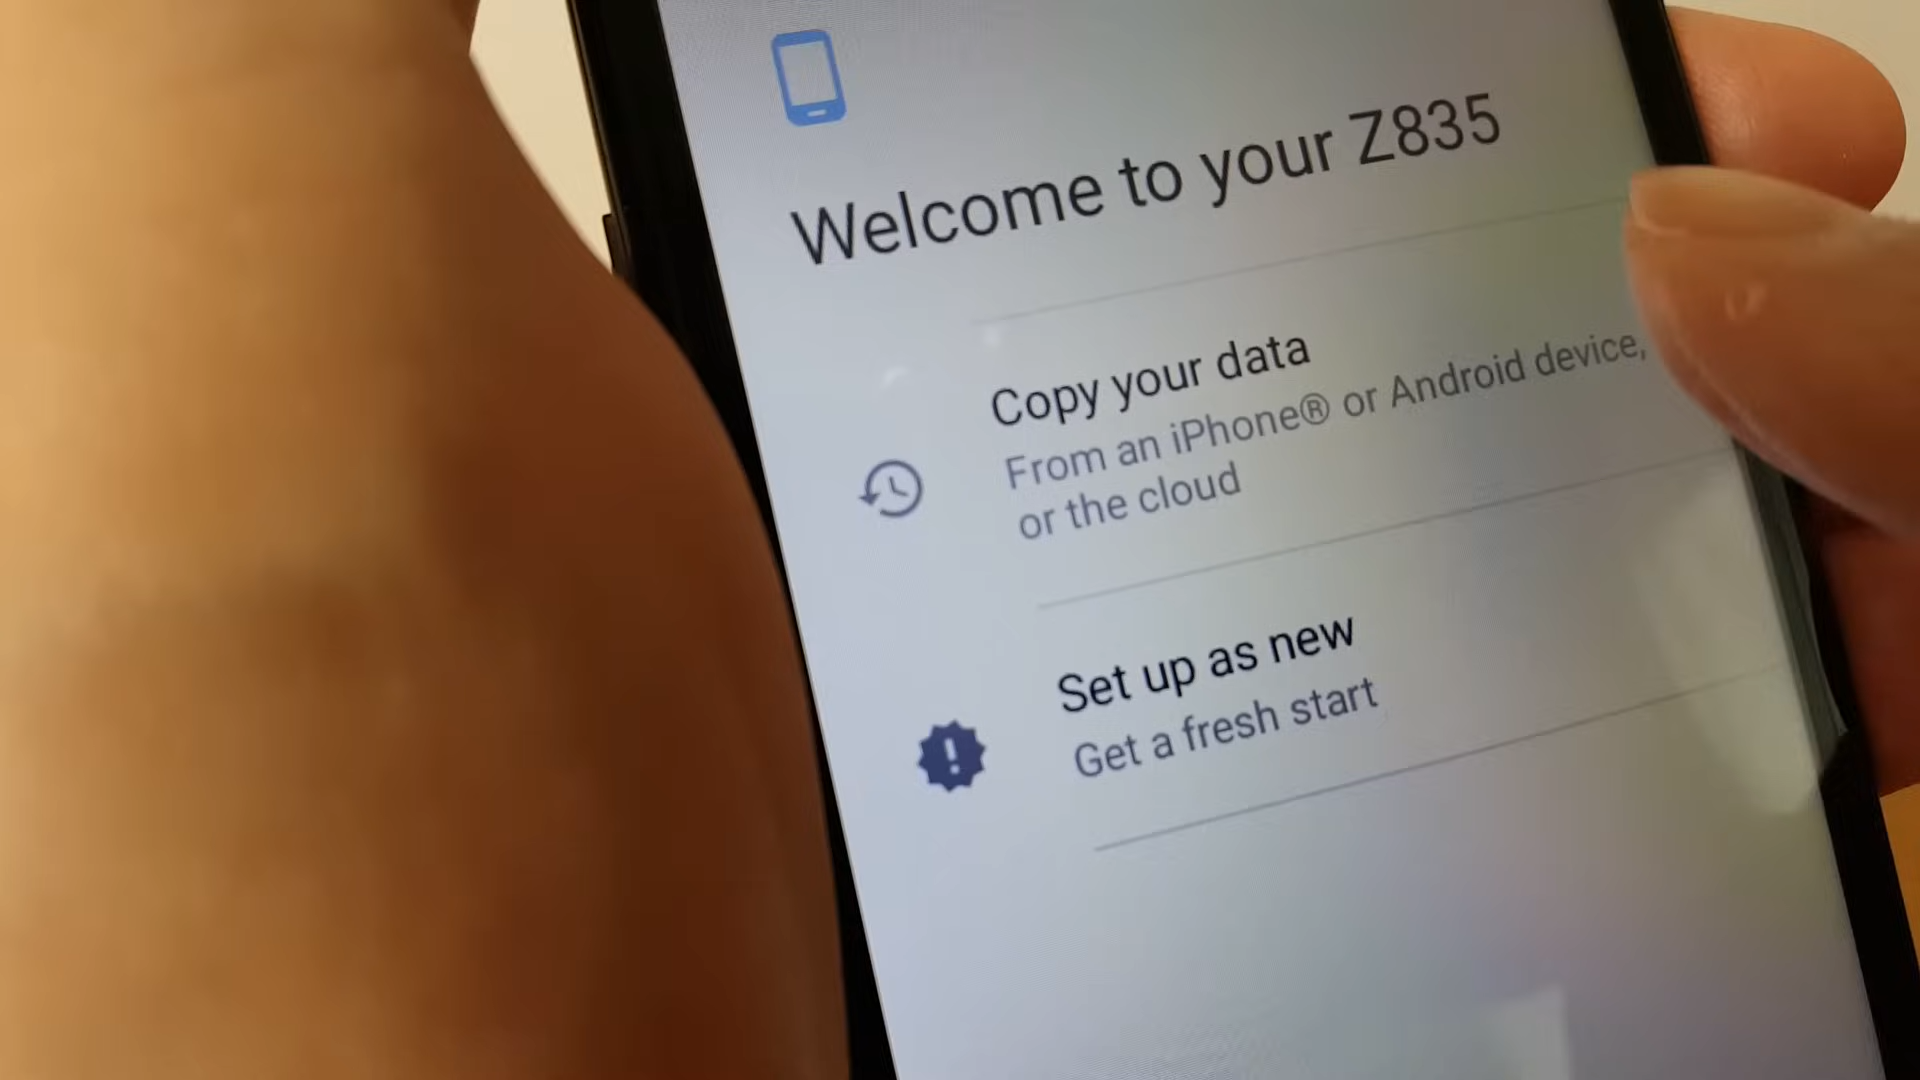 Welcome to your Z835
Copy your data
From an iPhone® or Android device,
or the cloud
Set up as new
Get a fresh start